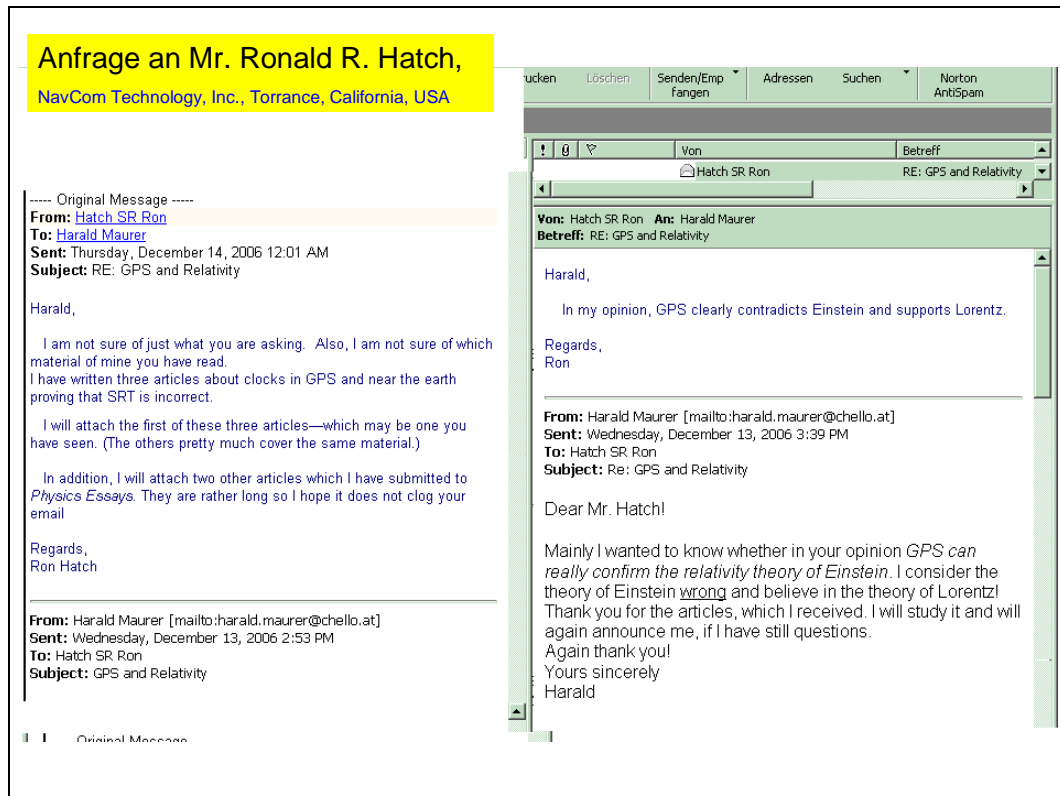 Anfrage an Mr. Ronald R. Hatch,
NavCom Technology, Inc., Torrance, California, USA
----- Original Message -----
From: Hatch SR Ron
To: Harald Maurer
Sent: Thursday, December 14, 2006 12:01 AM
Subject: RE: GPS and Relativity
Harald,
I am not sure of just what you are asking. Also, I am not sure of which
material of mine you have read.
I have written three articles about clocks in GPS and near the earth
proving that SRT is incorrect.
I will attach the first of these three articles—which may be one you
have seen. (The others pretty much cover the same material.)
In addition, I will attach two other articles which I have submitted to
Physics Essays. They are rather long so I hope it does not clog your
email
Regards,
Ron Hatch
From: Harald Maurer [mailto:harald.maurer@chello.at]
Sent: Wednesday, December 13, 2006 2:53 PM
To: Hatch SR Ron
Subject: GPS and Relativity
Original Message
ucken Löschen Senden/Emp Adressen Suchen Norton
fangen AntiSpam
! Von Betreff
Hatch SR Ron RE: GPS and Relativity
Von: Hatch SR Ron An: Harald Maurer
Betreff: RE: GPS and Relativity
Harald,
In my opinion, GPS clearly contradicts Einstein and supports Lorentz.
Regards,
Ron
From: Harald Maurer [mailto:harald.maurer@chello.at]
Sent: Wednesday, December 13, 2006 3:39 PM
To: Hatch SR Ron
Subject: Re: GPS and Relativity
Dear Mr. Hatch!
Mainly I wanted to know whether in your opinion GPS can
really confirm the relativity theory of Einstein. I consider the
theory of Einstein wrong and believe in the theory of Lorentz!
Thank you for the articles, which I received. I will study it and will
again announce me, if I have still questions.
Again thank you!
Yours sincerely
Harald